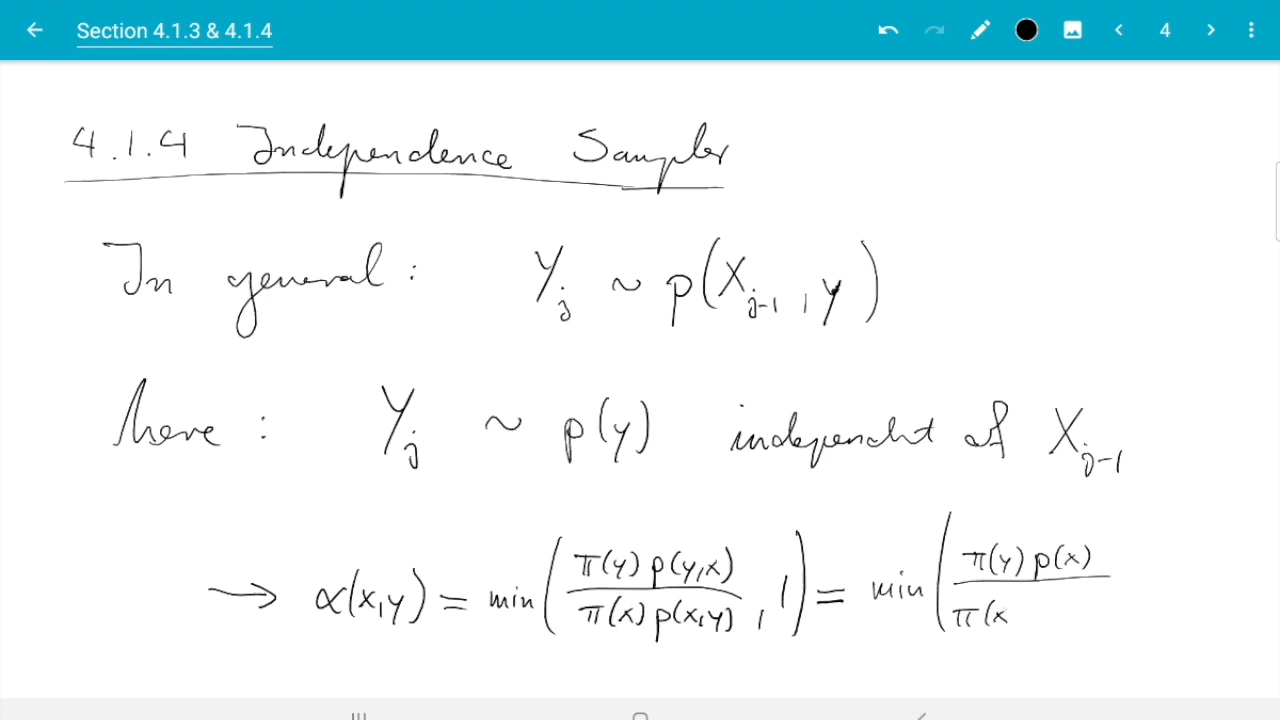 Section 4.1.3 & 4.1.4
4
4.1.4 Independence Sampler
In general: Y_j ~ p(X_{j-1}, y)
here: Y_j ~ p(y) independent of X_{j-1}
→ α(x,y) = min(π(y) p(y,x) / π(x) p(x,y), 1) = min(π(y) p(x) / π(x